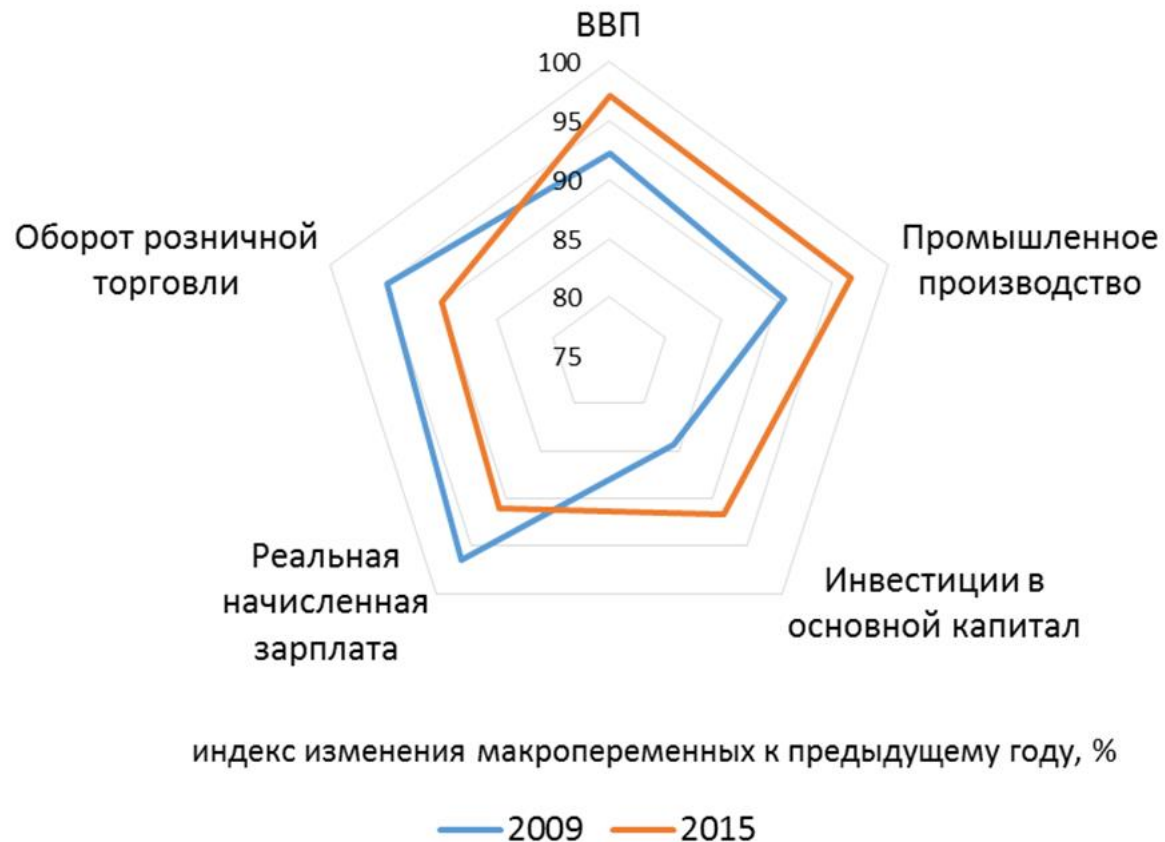 ВВП
100
95
90
85
80
75
Оборот розничной
торговли
Промышленное
производство
Реальная
начисленная
зарплата
Инвестиции в
основной капитал
индекс изменения макропеременных к предыдущему году, %
2009 2015